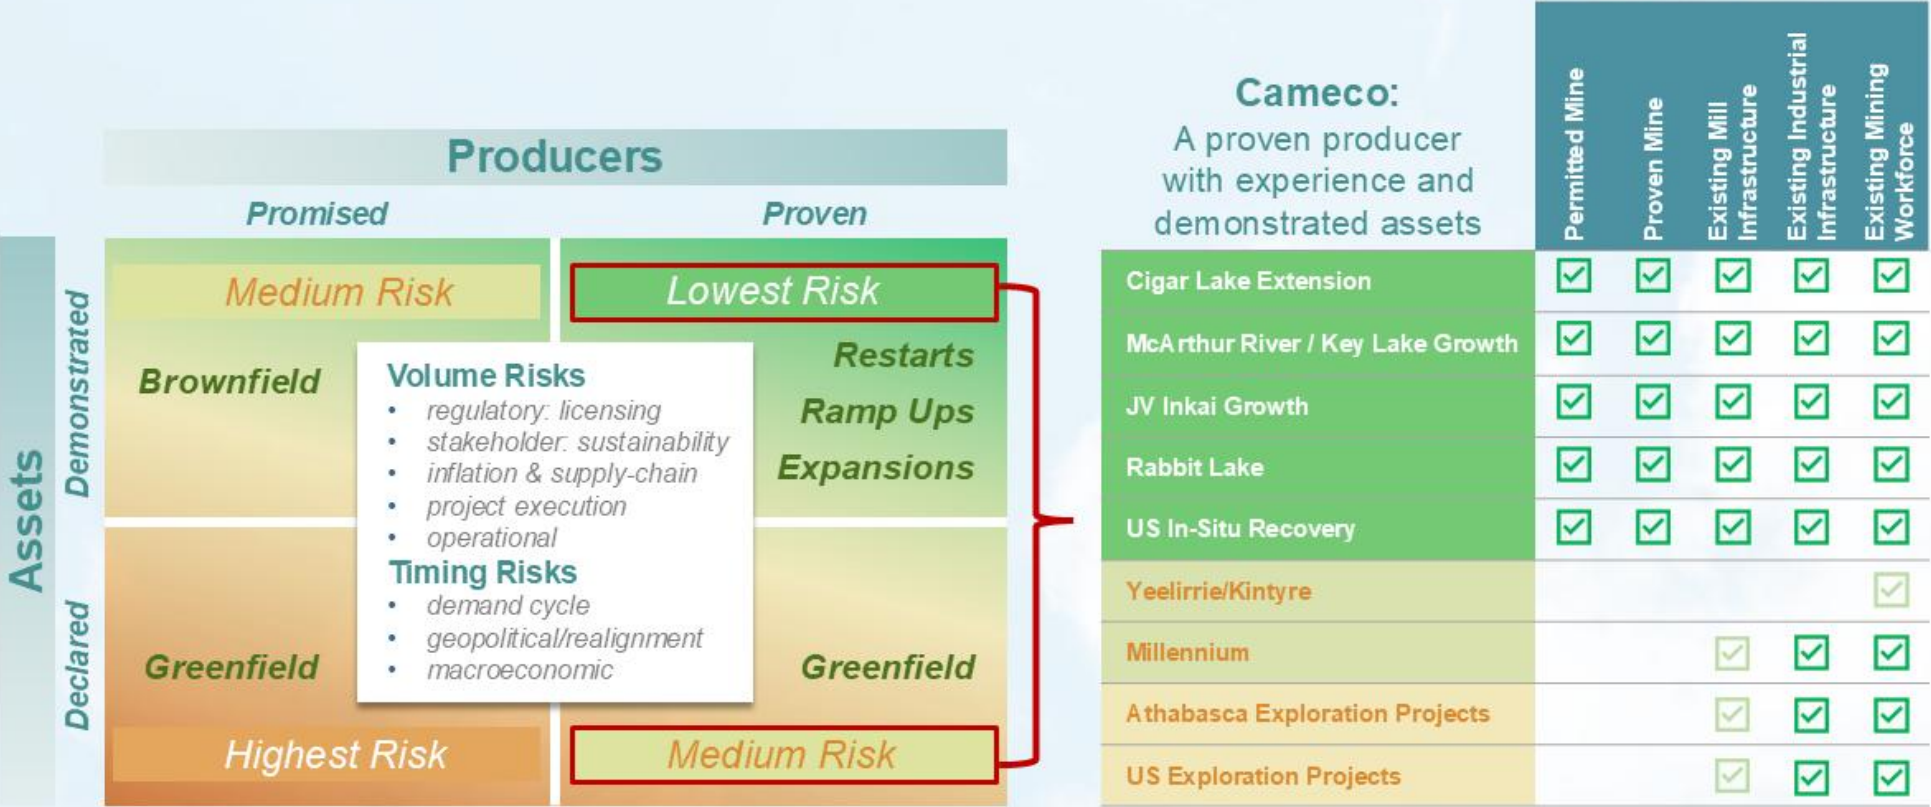 Producers
Promised
Proven
Assets
Demonstrated
Declared
Medium Risk
Lowest Risk
Brownfield
Restarts
Ramp Ups
Expansions
Volume Risks
• regulatory: licensing
• stakeholder: sustainability
• inflation & supply-chain
• project execution
• operational
Timing Risks
• demand cycle
• geopolitical/realignment
• macroeconomic
Greenfield
Greenfield
Highest Risk
Medium Risk
Cameco:
A proven producer
with experience and
demonstrated assets
Permitted Mine
Proven Mine
Existing Mill
Infrastructure
Existing Industrial
Infrastructure
Existing Mining
Workforce
Cigar Lake Extension
McArthur River / Key Lake Growth
JV Inkai Growth
Rabbit Lake
US In-Situ Recovery
Yeelirrie/Kintyre
Millennium
Athabasca Exploration Projects
US Exploration Projects